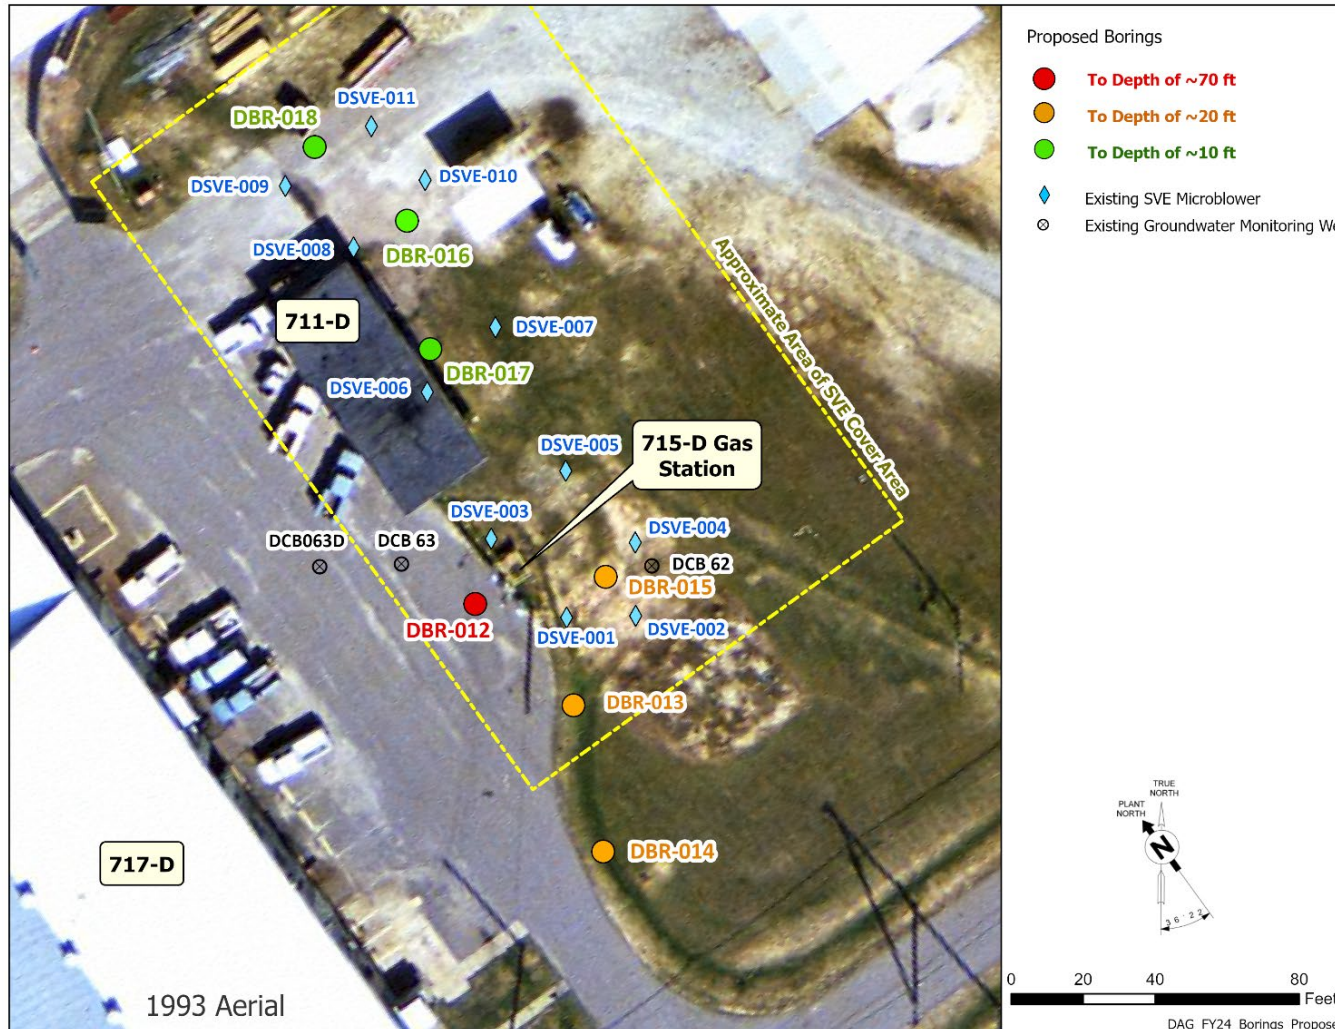 Proposed Borings
To Depth of ~70 ft
To Depth of ~20 ft
To Depth of ~10 ft
Existing SVE Microblower
Existing Groundwater Monitoring We
DSVE-011
DBR-018
DSVE-009
DSVE-010
DSVE-008
DBR-016
711-D
DSVE-007
DBR-017
DSVE-006
Approximate Area of SVE Cover Area
715-D Gas
Station
DSVE-005
DSVE-003
DSVE-004
DCB063D
DCB 63
DCB 62
DBR-015
DBR-012
DSVE-001
DSVE-002
DBR-013
DBR-014
717-D
1993 Aerial
TRUE
NORTH
PLANT
NORTH
N
36°22'
0 20 40 80
Feet
DAG_FY24_Borings_Propose